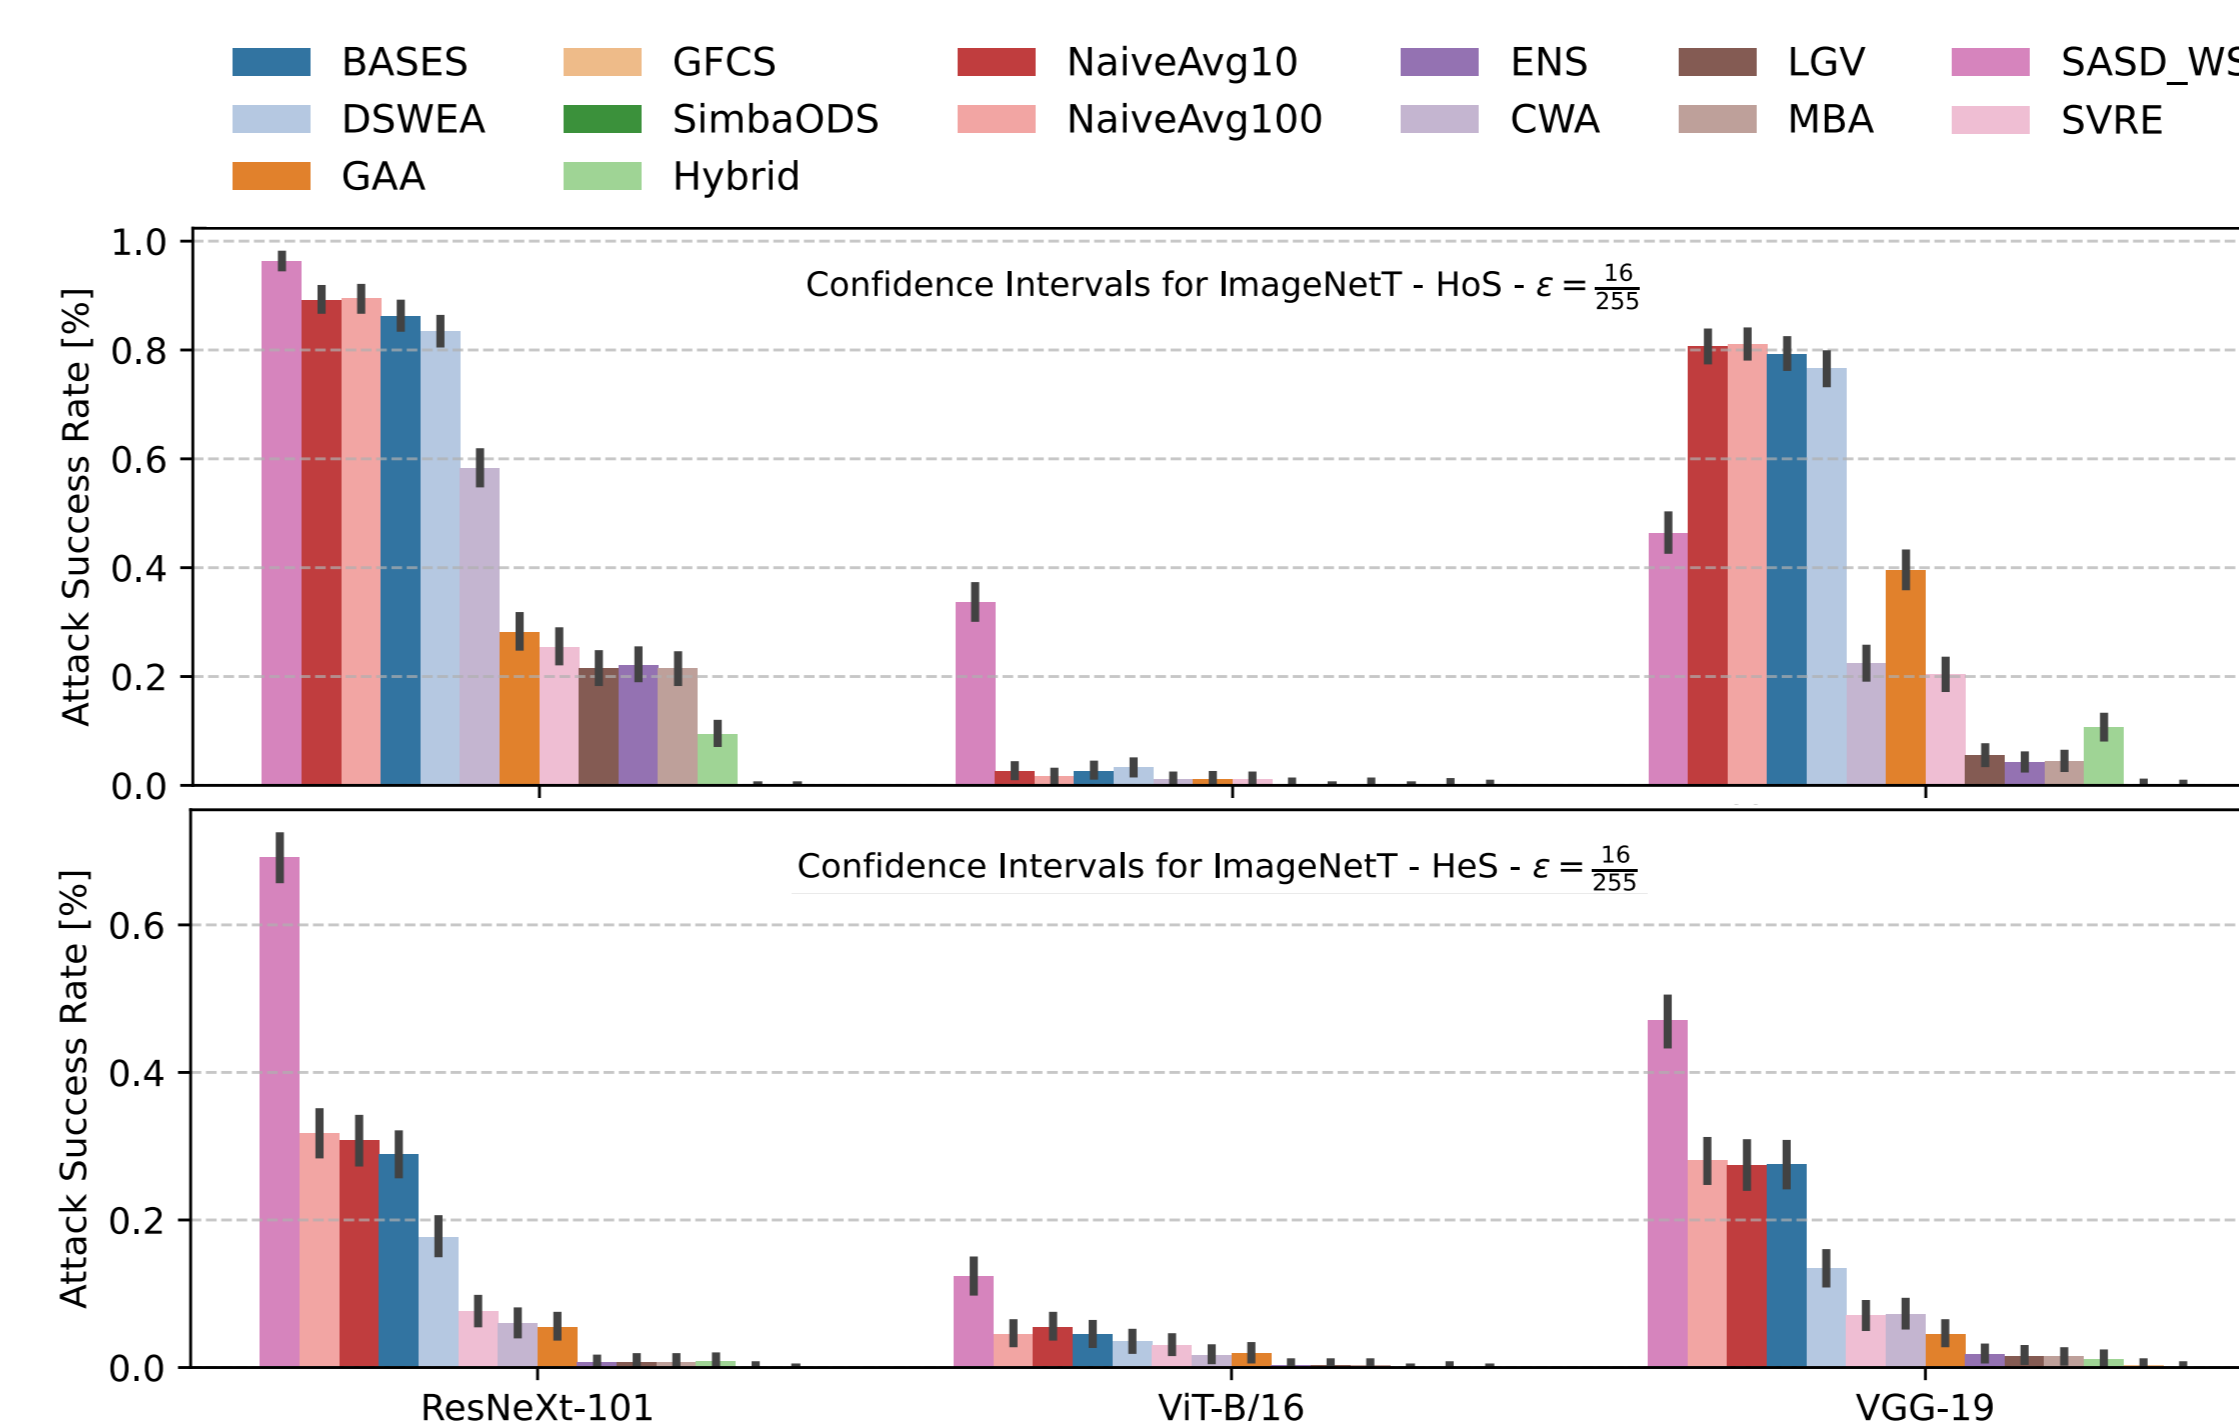 BASES GFCS NaiveAvg10 ENS LGV SASD_WS
DSWEA SimbaODS NaiveAvg100 CWA MBA SVRE
GAA Hybrid
Confidence Intervals for ImageNetT - HoS - ε = 16/255
Attack Success Rate [%]
1.0
0.8
0.6
0.4
0.2
0.0
Confidence Intervals for ImageNetT - HeS - ε = 16/255
Attack Success Rate [%]
0.6
0.4
0.2
0.0
ResNeXt-101 ViT-B/16 VGG-19